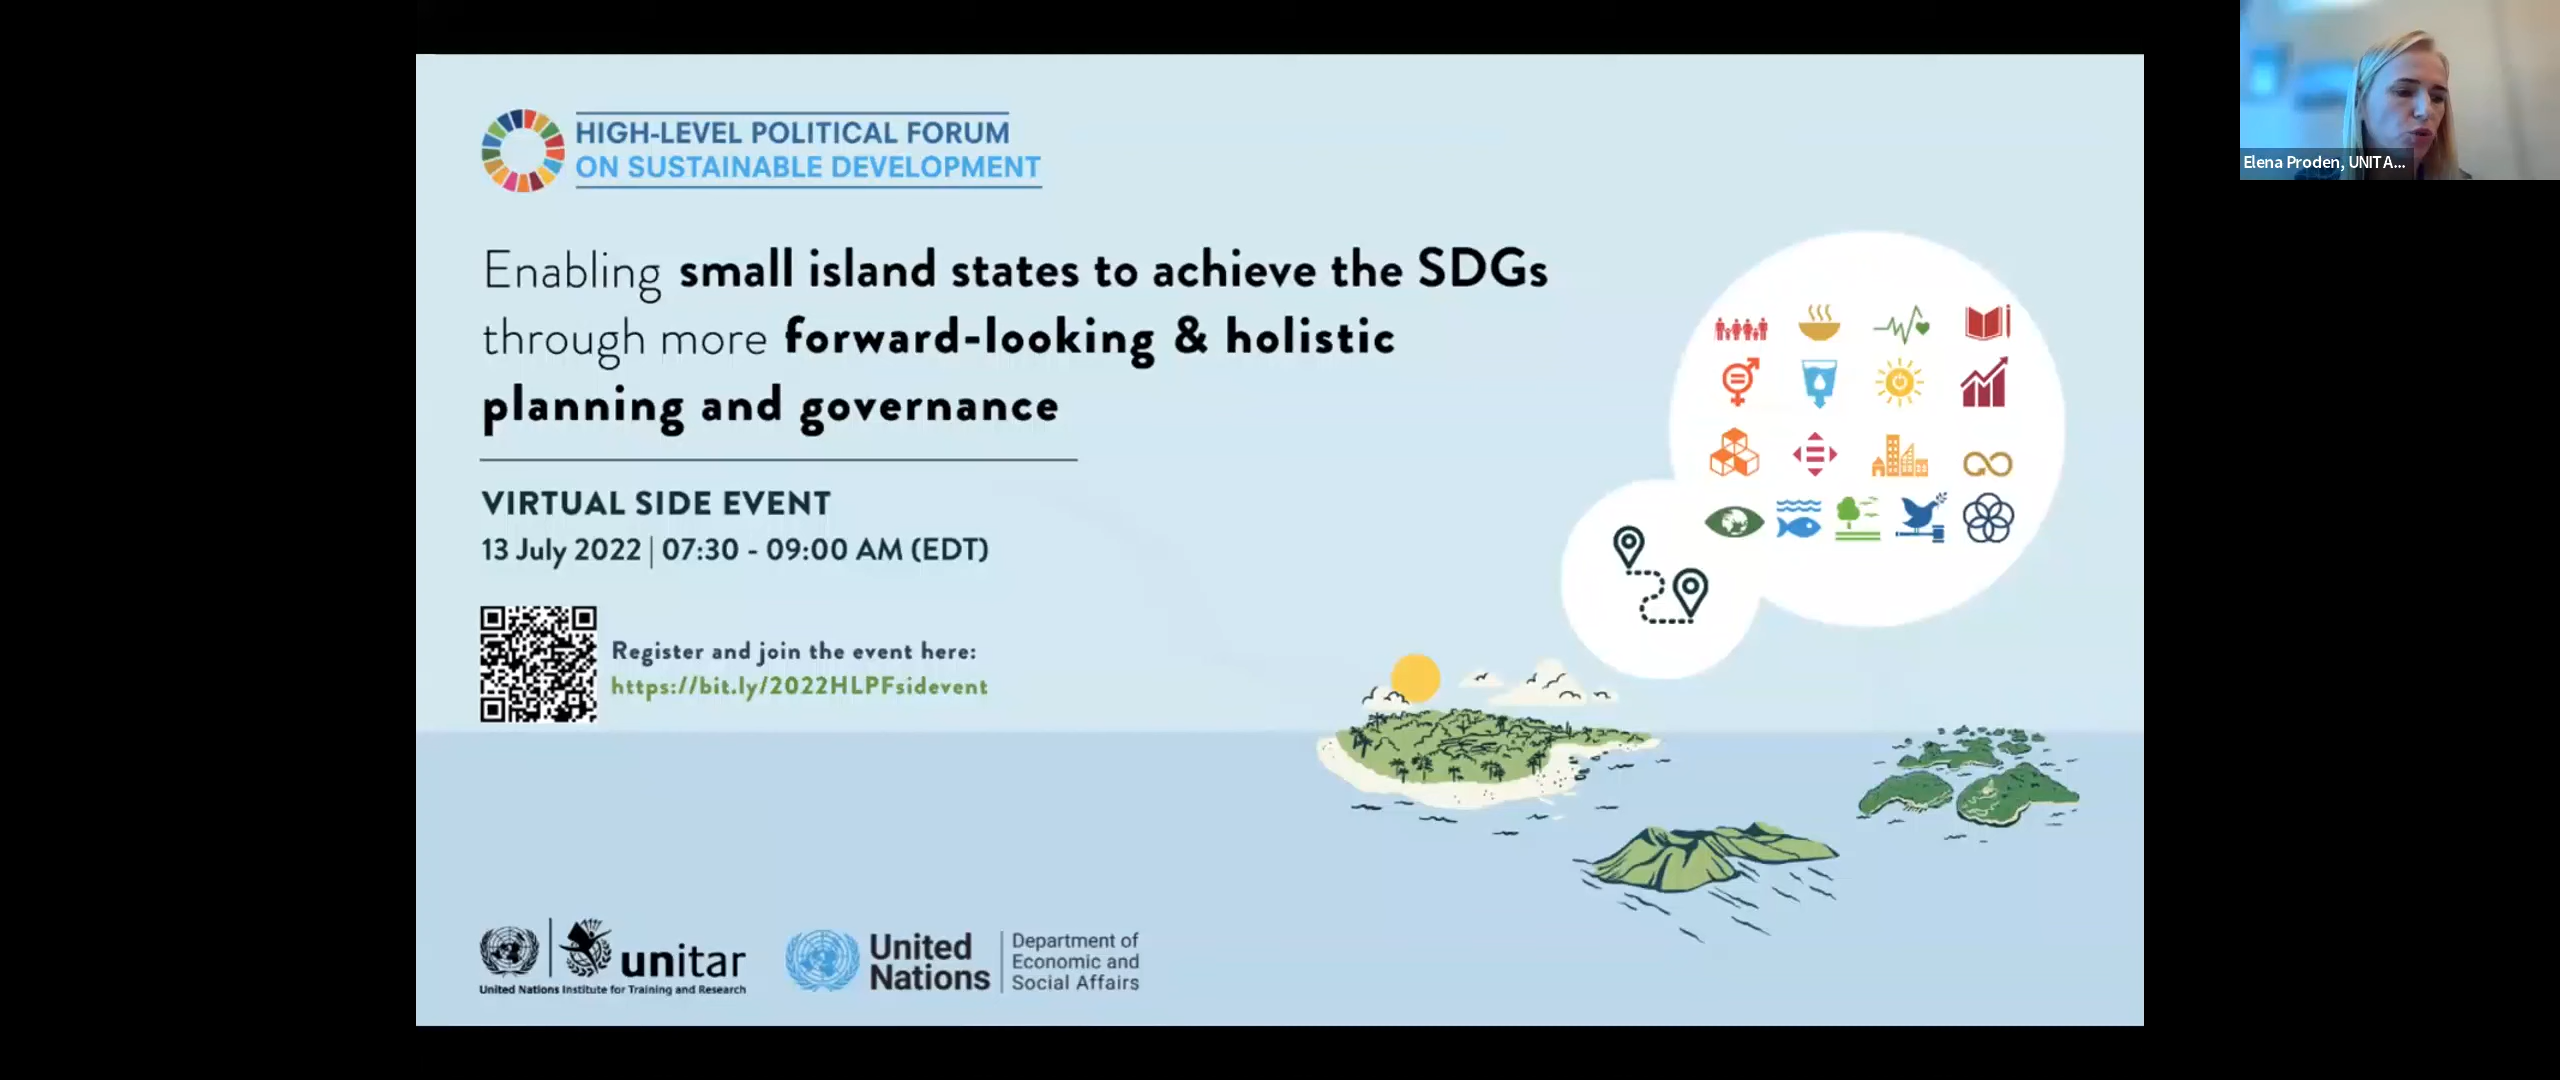 HIGH-LEVEL POLITICAL FORUM
ON SUSTAINABLE DEVELOPMENT
Enabling small island states to achieve the SDGs
through more forward-looking & holistic
planning and governance
VIRTUAL SIDE EVENT
13 July 2022 | 07:30 - 09:00 AM (EDT)
Register and join the event here:
https://bit.ly/2022HLPFsidevent
unitar
United Nations Institute for Training and Research
United
Nations
Department of
Economic and
Social Affairs
Elena Proden, UNITA...